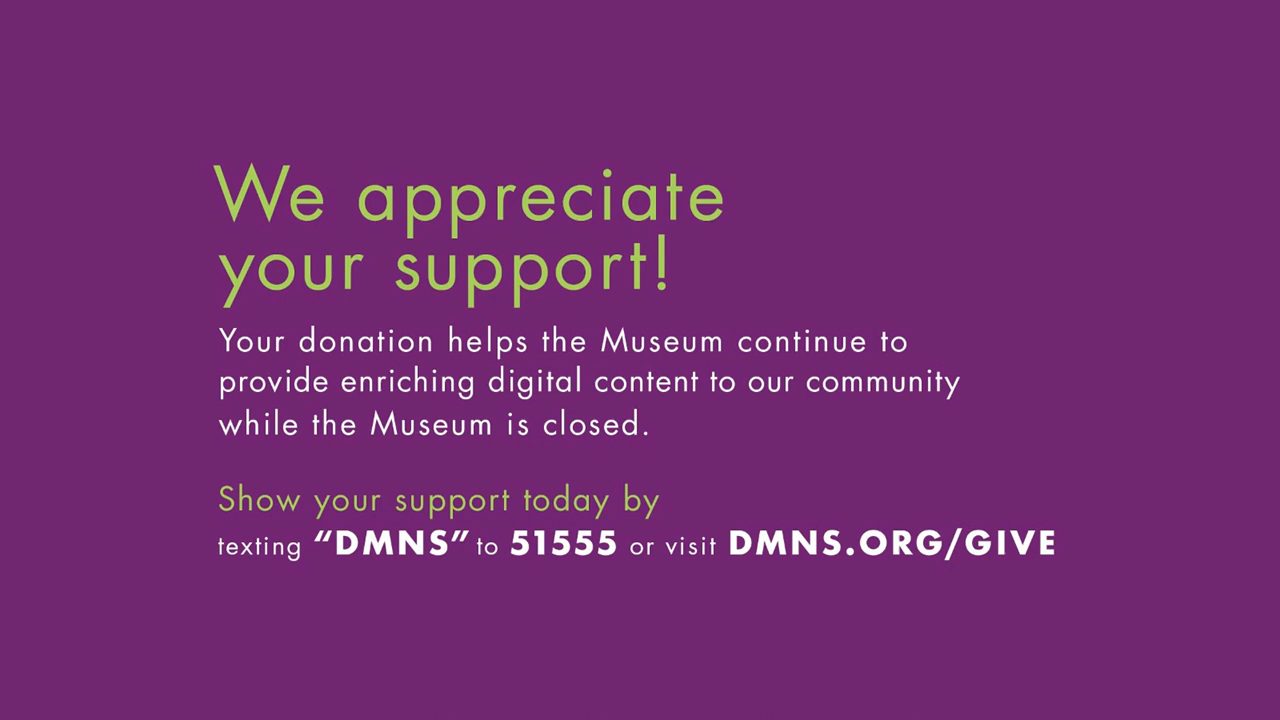 We appreciate
your support!
Your donation helps the Museum continue to
provide enriching digital content to our community
while the Museum is closed.
Show your support today by
texting “DMNS” to 51555 or visit DMNS.ORG/GIVE